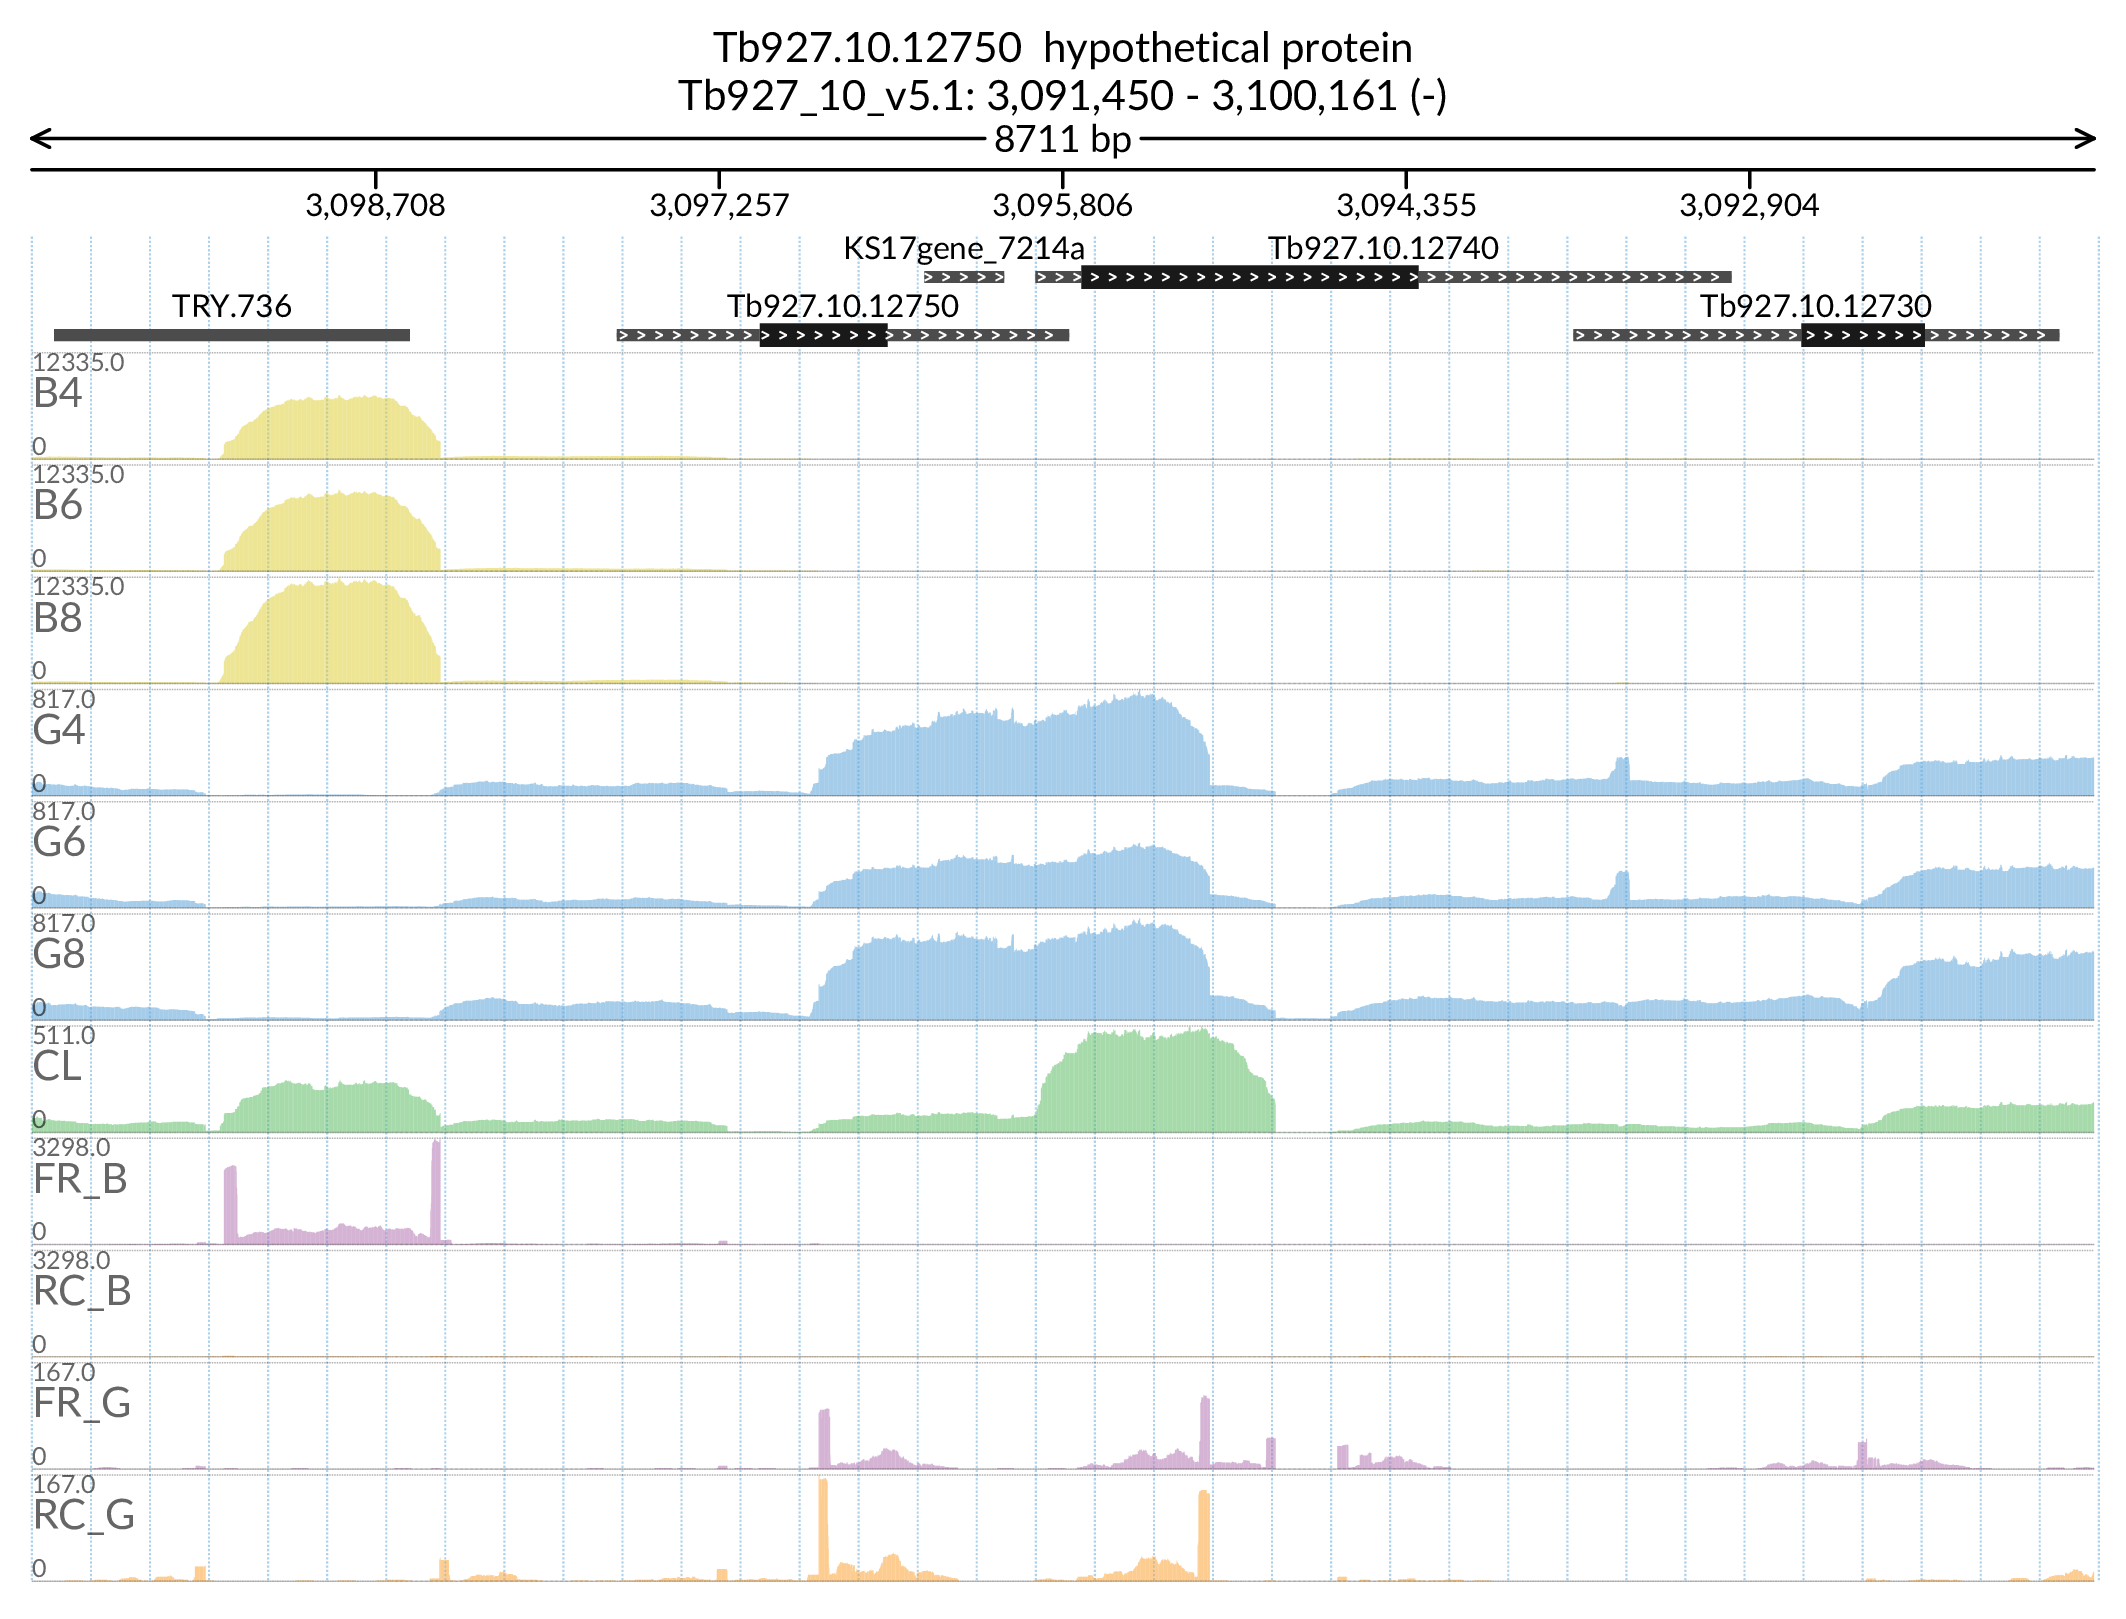 Tb927.10.12750  hypothetical protein
Tb927_10_v5.1: 3,091,450 - 3,100,161 (-)
8711 bp
3,098,708 3,097,257 3,095,806 3,094,355 3,092,904
KS17gene_7214a Tb927.10.12740
TRY.736 Tb927.10.12750 Tb927.10.12730
12335.0
B4
0
12335.0
B6
0
12335.0
B8
0
817.0
G4
0
817.0
G6
0
817.0
G8
0
511.0
CL
0
3298.0
FR_B
0
3298.0
RC_B
0
167.0
FR_G
0
167.0
RC_G
0